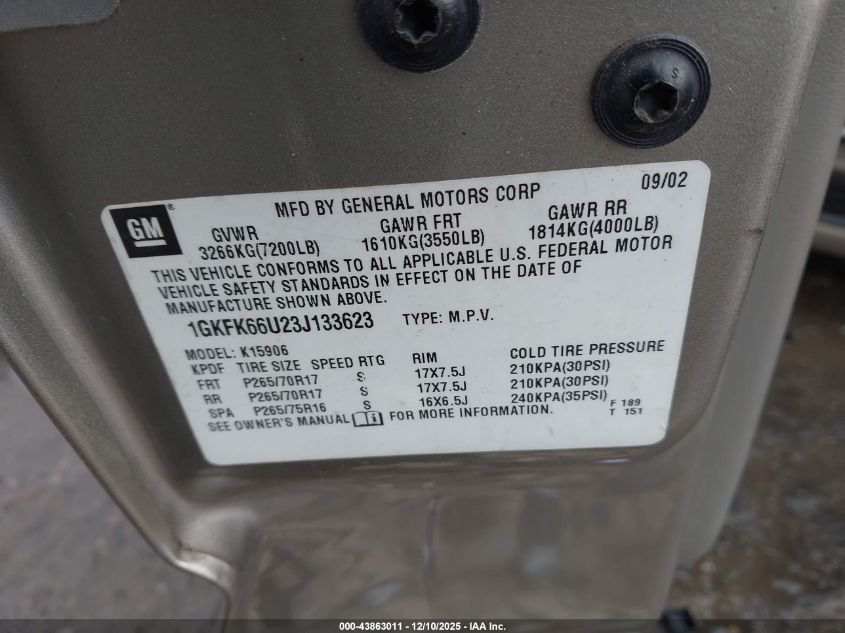 S
GM
®
MFD BY GENERAL MOTORS CORP 09/02
GVWR GAWR FRT GAWR RR
3266KG(7200LB) 1610KG(3550LB) 1814KG(4000LB)
THIS VEHICLE CONFORMS TO ALL APPLICABLE U.S. FEDERAL MOTOR
VEHICLE SAFETY STANDARDS IN EFFECT ON THE DATE OF
MANUFACTURE SHOWN ABOVE.
1GKFK66U23J133623 TYPE: M.P.V.
MODEL: K15906
KPDF TIRE SIZE SPEED RTG RIM COLD TIRE PRESSURE
FRT P265/70R17 S 17X7.5J 210KPA(30PSI)
RR P265/70R17 S 17X7.5J 210KPA(30PSI)
SPA P265/75R16 S 16X6.5J 240KPA(35PSI) F 189
SEE OWNER'S MANUAL i FOR MORE INFORMATION. T 151
000-43863011 - 12/10/2025 - IAA Inc.